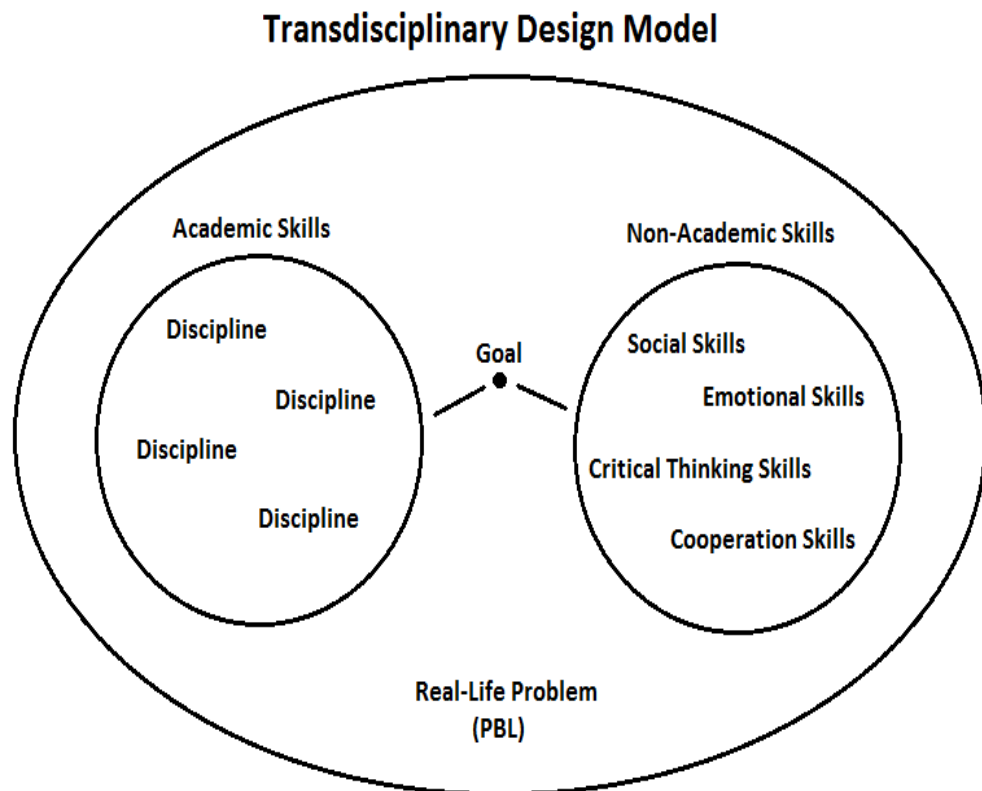 Transdisciplinary Design Model
Academic Skills
Discipline
Discipline
Discipline
Discipline
Goal
Non-Academic Skills
Social Skills
Emotional Skills
Critical Thinking Skills
Cooperation Skills
Real-Life Problem
(PBL)